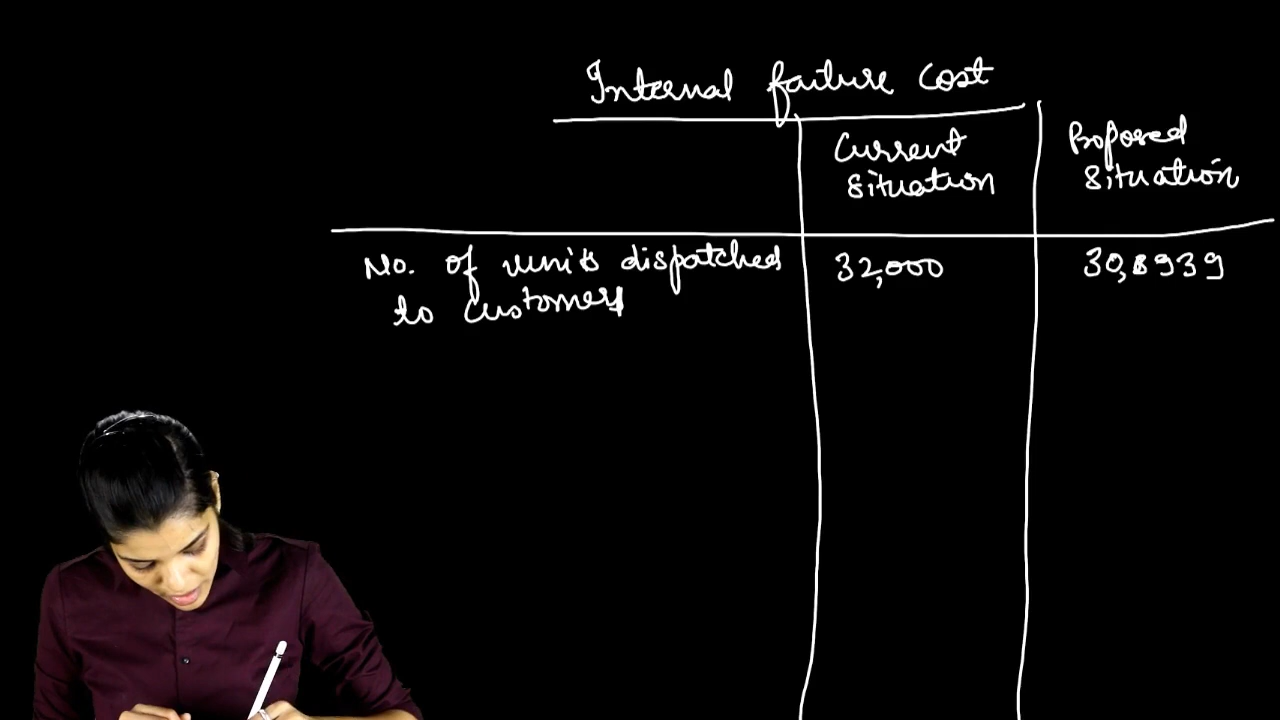 Internal failure cost
Current
situation
Proposed
situation
No. of units dispatched
to customers
32,000
30,8939